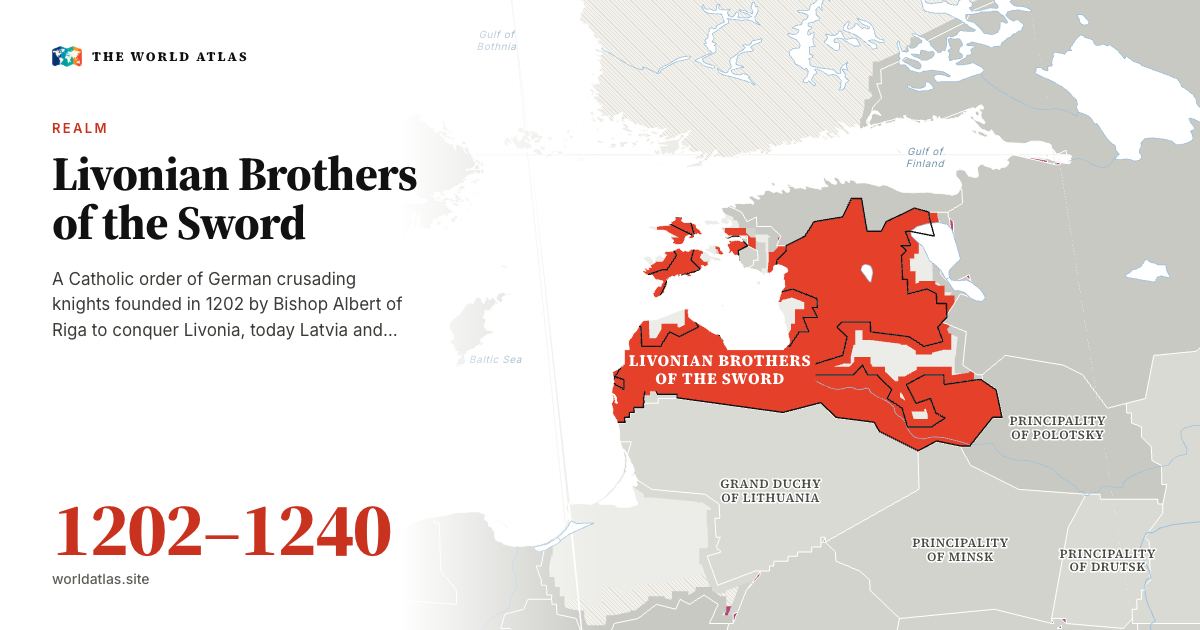 THE WORLD ATLAS
REALM
Livonian Brothers
of the Sword
A Catholic order of German crusading
knights founded in 1202 by Bishop Albert of
Riga to conquer Livonia, today Latvia and...
1202–1240
worldatlas.site
Gulf of
Bothnia
Gulf of
Finland
Baltic Sea
LIVONIAN BROTHERS
OF THE SWORD
PRINCIPALITY
OF POLOTSKY
GRAND DUCHY
OF LITHUANIA
PRINCIPALITY
OF MINSK
PRINCIPALITY
OF DRUTSK